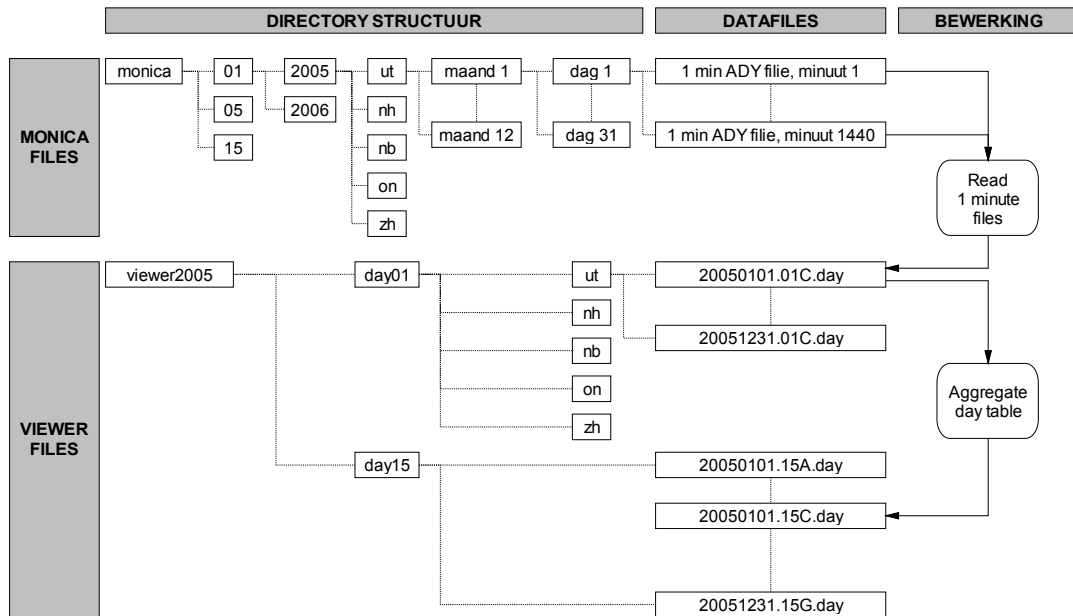 DIRECTORY STRUCTUUR DATAFILES BEWERKING
MONICA
FILES
monica 01 2005 ut maand 1 dag 1 1 min ADY filie, minuut 1
05 2006 nh
15 nb maand 12 dag 31 1 min ADY filie, minuut 1440
on
zh
Read
1 minute
files
VIEWER
FILES
viewer2005 day01 ut 20050101.01C.day
nh
nb 20051231.01C.day
on
zh
Aggregate
day table
day15 20050101.15A.day
20050101.15C.day
20051231.15G.day